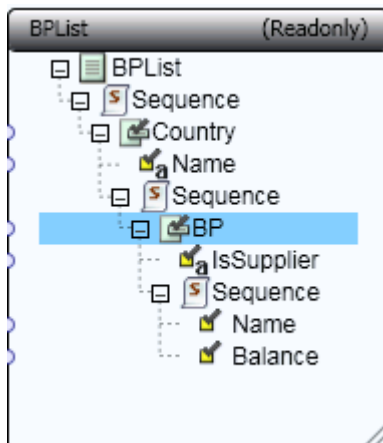 BPList (Readonly)
BPList
Sequence
Country
Name
Sequence
BP
IsSupplier
Sequence
Name
Balance